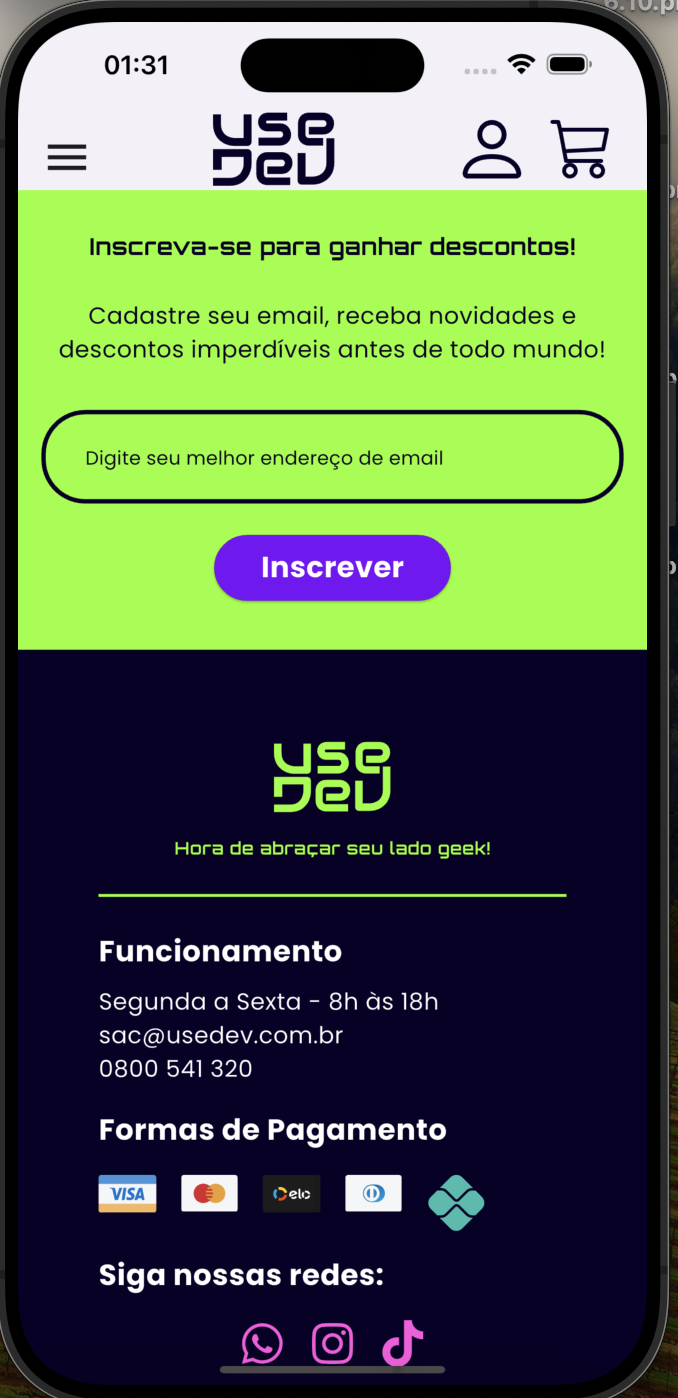 6.10.p
01:31
use
Dev
Inscreva-se para ganhar descontos!
Cadastre seu email, receba novidades e
descontos imperdíveis antes de todo mundo!
Digite seu melhor endereço de email
Inscrever
use
Dev
Hora de abraçar seu lado geek!
Funcionamento
Segunda a Sexta - 8h às 18h
sac@usedev.com.br
0800 541 320
Formas de Pagamento
VISA
elo
Siga nossas redes: